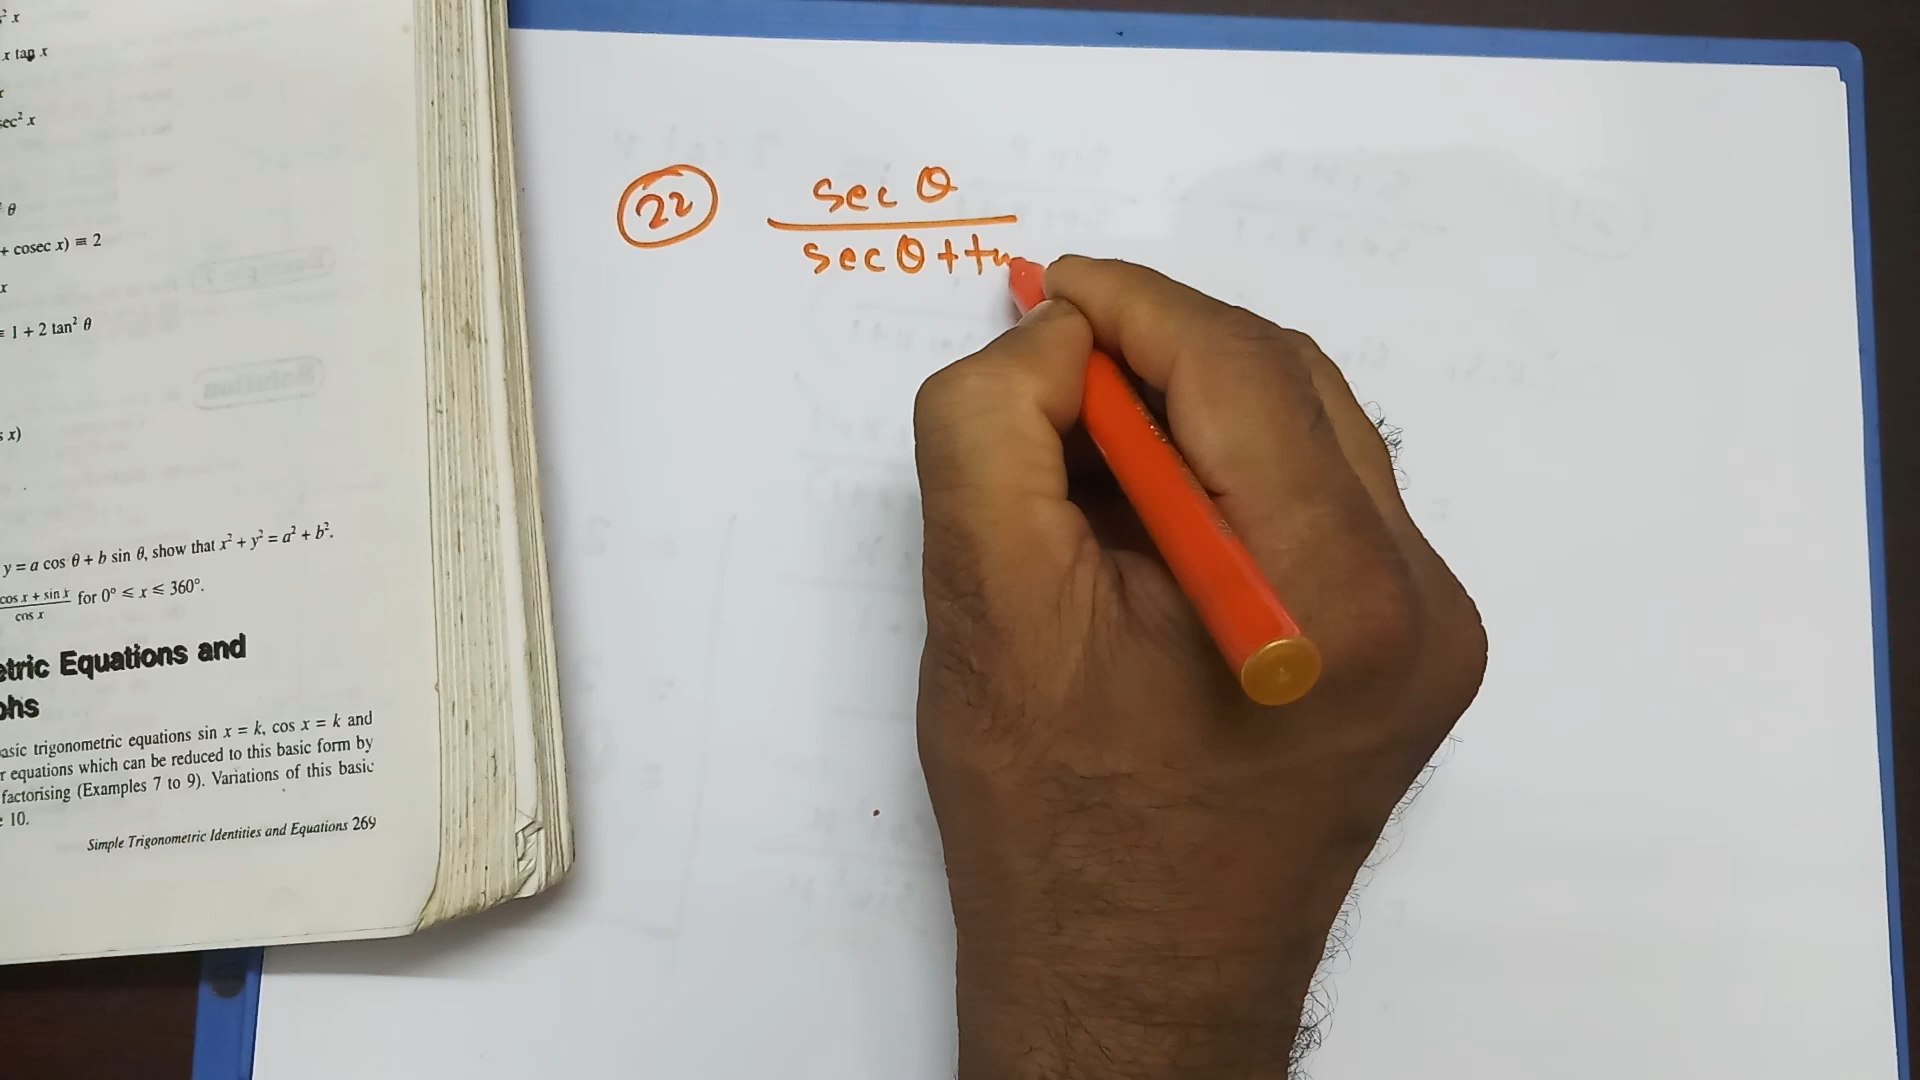 x tan x
sec² x
θ
+ cosec x) ≡ 2
x
≡ 1 + 2 tan² θ
x)
y = a cos θ + b sin θ, show that x² + y² = a² + b².
cos x + sin x / cos x for 0° ≤ x ≤ 360°.
etric Equations and
phs
asic trigonometric equations sin x = k, cos x = k and
r equations which can be reduced to this basic form by
factorising (Examples 7 to 9). Variations of this basic
10.
Simple Trigonometric Identities and Equations 269
22 sec θ
sec θ + tan